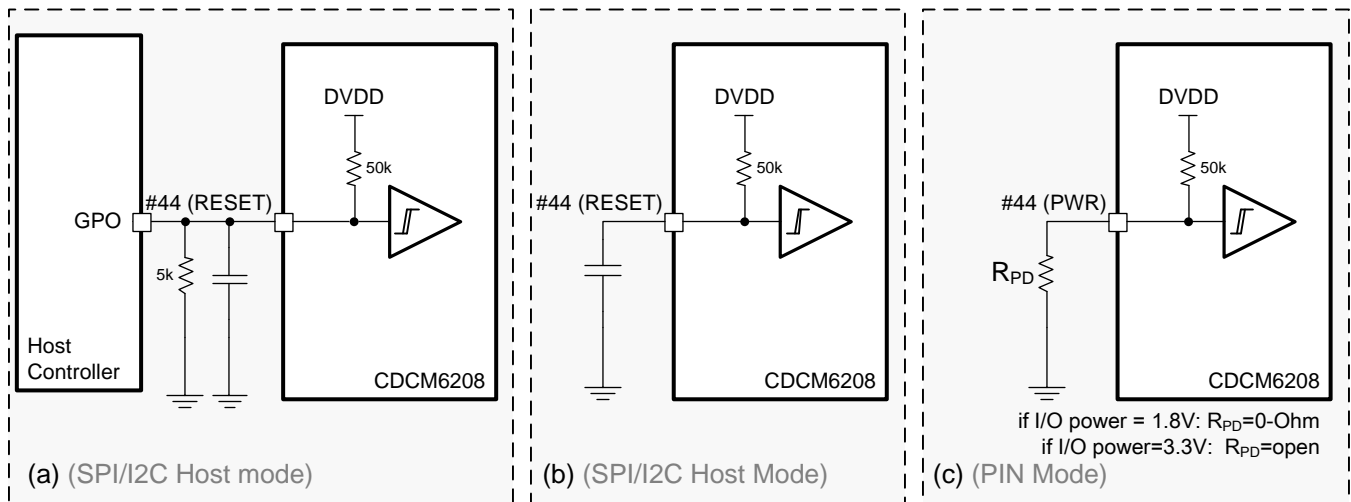 DVDD
50k
#44 (RESET)
GPO
5k
Host
Controller
CDCM6208
(a) (SPI/I2C Host mode)
DVDD
50k
#44 (RESET)
CDCM6208
(b) (SPI/I2C Host Mode)
DVDD
50k
#44 (PWR)
RPD
CDCM6208
if I/O power = 1.8V: RPD=0-Ohm
if I/O power=3.3V: RPD=open
(c) (PIN Mode)